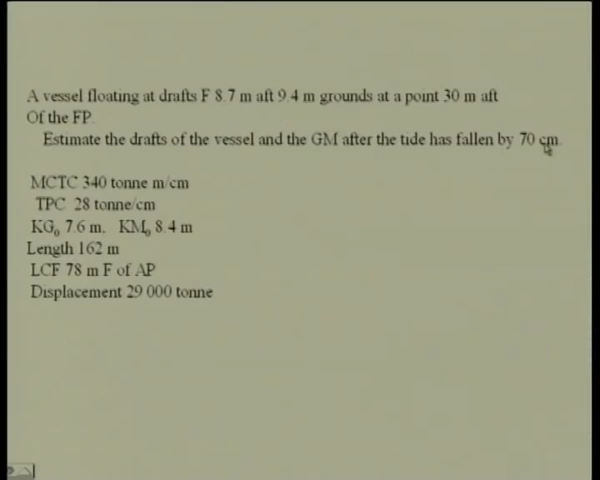 A vessel floating at drafts F 8.7 m aft 9.4 m grounds at a point 30 m aft
Of the FP.
Estimate the drafts of the vessel and the GM after the tide has fallen by 70 cm.
MCTC 340 tonne m/cm
TPC 28 tonne/cm
KG₀ 7.6 m. KM₀ 8.4 m
Length 162 m
LCF 78 m F of AP
Displacement 29 000 tonne